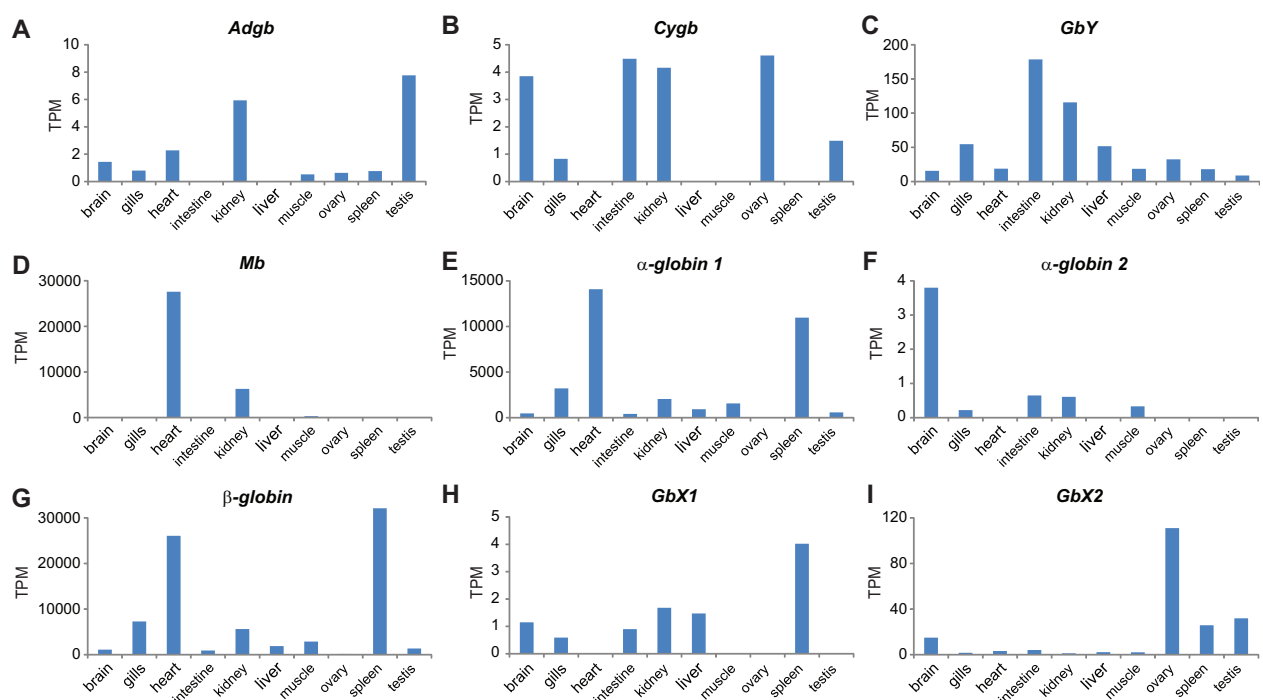 A Adgb
TPM
10
8
6
4
2
0
brain gills heart intestine kidney liver muscle ovary spleen testis
B Cygb
TPM
5
4
3
2
1
0
brain gills heart intestine kidney liver muscle ovary spleen testis
C GbY
TPM
200
150
100
50
0
brain gills heart intestine kidney liver muscle ovary spleen testis
D Mb
TPM
30000
20000
10000
0
brain gills heart intestine kidney liver muscle ovary spleen testis
E α-globin 1
TPM
15000
10000
5000
0
brain gills heart intestine kidney liver muscle ovary spleen testis
F α-globin 2
TPM
4
3
2
1
0
brain gills heart intestine kidney liver muscle ovary spleen testis
G β-globin
TPM
30000
20000
10000
0
brain gills heart intestine kidney liver muscle ovary spleen testis
H GbX1
TPM
5
4
3
2
1
0
brain gills heart intestine kidney liver muscle ovary spleen testis
I GbX2
TPM
120
80
40
0
brain gills heart intestine kidney liver muscle ovary spleen testis